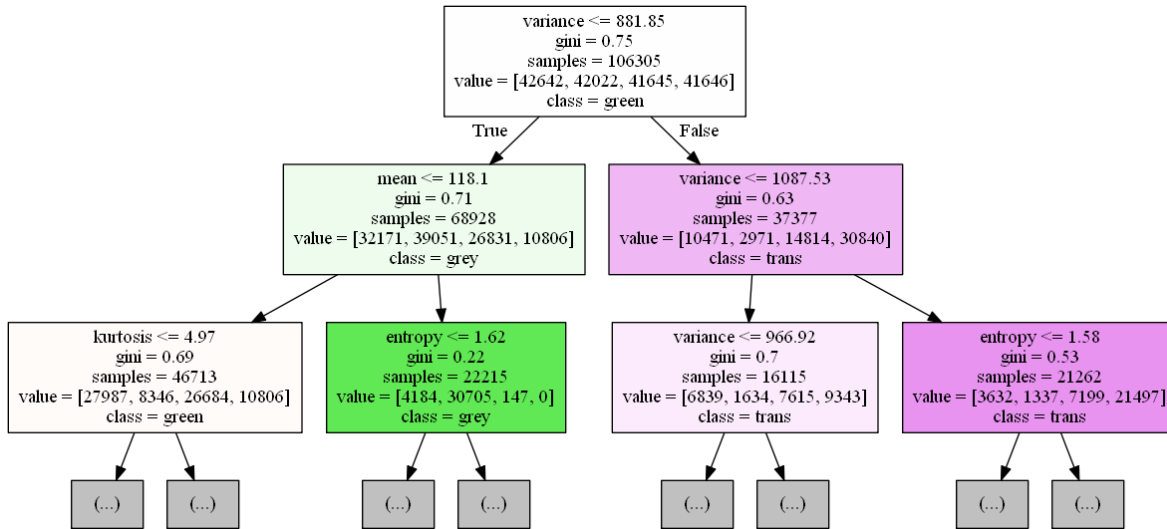 variance <= 881.85
gini = 0.75
samples = 106305
value = [42642, 42022, 41645, 41646]
class = green
True
False
mean <= 118.1
gini = 0.71
samples = 68928
value = [32171, 39051, 26831, 10806]
class = grey
variance <= 1087.53
gini = 0.63
samples = 37377
value = [10471, 2971, 14814, 30840]
class = trans
kurtosis <= 4.97
gini = 0.69
samples = 46713
value = [27987, 8346, 26684, 10806]
class = green
entropy <= 1.62
gini = 0.22
samples = 22215
value = [4184, 30705, 147, 0]
class = grey
variance <= 966.92
gini = 0.7
samples = 16115
value = [6839, 1634, 7615, 9343]
class = trans
entropy <= 1.58
gini = 0.53
samples = 21262
value = [3632, 1337, 7199, 21497]
class = trans
(...)
(...)
(...)
(...)
(...)
(...)
(...)
(...)